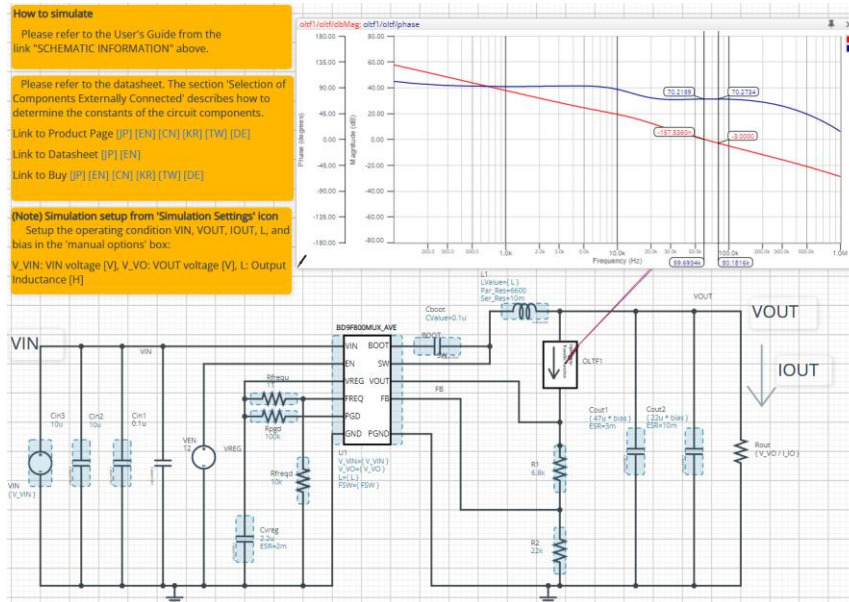 How to simulate
Please refer to the User's Guide from the
link "SCHEMATIC INFORMATION" above.
Please refer to the datasheet. The section 'Selection of
Components Externally Connected' describes how to
determine the constants of the circuit components.
Link to Product Page [JP] [EN] [CN] [KR] [TW] [DE]
Link to Datasheet [JP] [EN]
Link to Buy [JP] [EN] [CN] [KR] [TW] [DE]
(Note) Simulation setup from 'Simulation Settings' icon
Setup the operating condition VIN, VOUT, IOUT, L, and
bias in the 'manual options' box:
V_VIN: VIN voltage [V], V_VO: VOUT voltage [V], L: Output
Inductance [H]
oltf1/oltf/dbMag; oltf1/oltf/phase
180.00
135.00
90.00
45.00
0.00
-45.00
-90.00
-135.00
-180.00
Phase (degrees)
80.00
60.00
40.00
20.00
0.00
-20.00
-40.00
-60.00
-80.00
Magnitude (dB)
70.2189
70.2734
-157.5360n
-3.0000
1.0k
10.0k
100.0k
1.0M
Frequency (Hz)
59.6934k
80.1816k
L1
LValue={ L }
Par_Res=6600
Ser_Res=10m
Cboot
CValue=0.1u
VOUT
VOUT
IOUT
BD9F800MUX_AVE
VIN
VIN
VIN
EN
VREG
FREQ
PGD
GND
BOOT
SW
VOUT
FB
PGND
BOOT
FB
OLTF1
U1
V_VIN={ V_VIN }
V_VO={ V_VO }
L={ L }
FSW={ FSW }
Rfrequ
Rpgd
100k
Rfreqd
10k
Cin3
10u
Cin2
10u
Cin1
0.1u
VEN
12
VREG
VIN
{ V_VIN }
Cvreg
2.2u
ESR=2m
R1
6.8k
R2
22k
Cout1
{ 47u * bias }
ESR=3m
Cout2
{ 22u * bias }
ESR=10m
Rout
{ V_VO / I_IO }